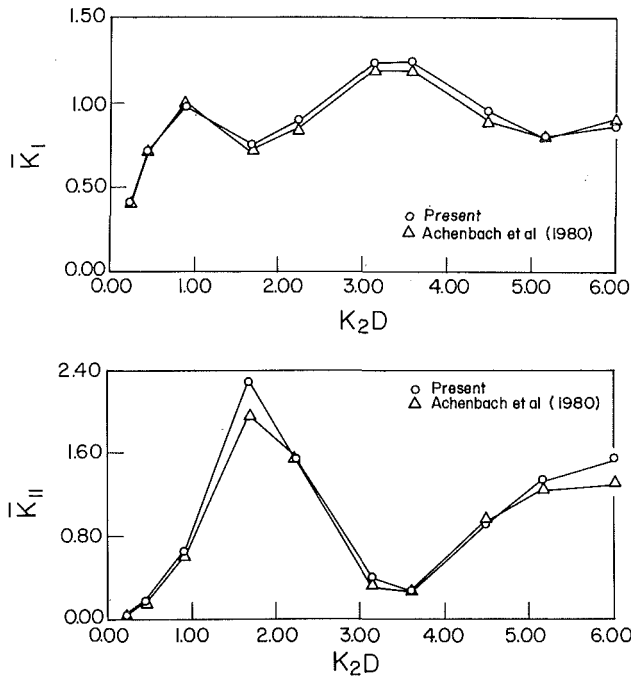 1.50
1.00
0.50
0.00
K̅I
0.00 1.00 2.00 3.00 4.00 5.00 6.00
K2D
○ Present
△ Achenbach et al (1980)
2.40
1.60
0.80
0.00
K̅II
0.00 1.00 2.00 3.00 4.00 5.00 6.00
K2D
○ Present
△ Achenbach et al (1980)